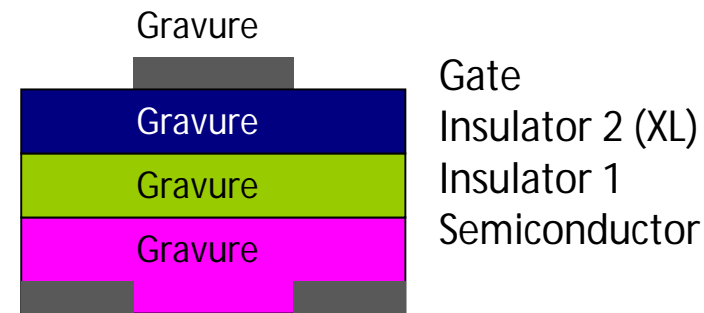 Gravure
Gate
Gravure
Insulator 2 (XL)
Gravure
Insulator 1
Gravure
Semiconductor